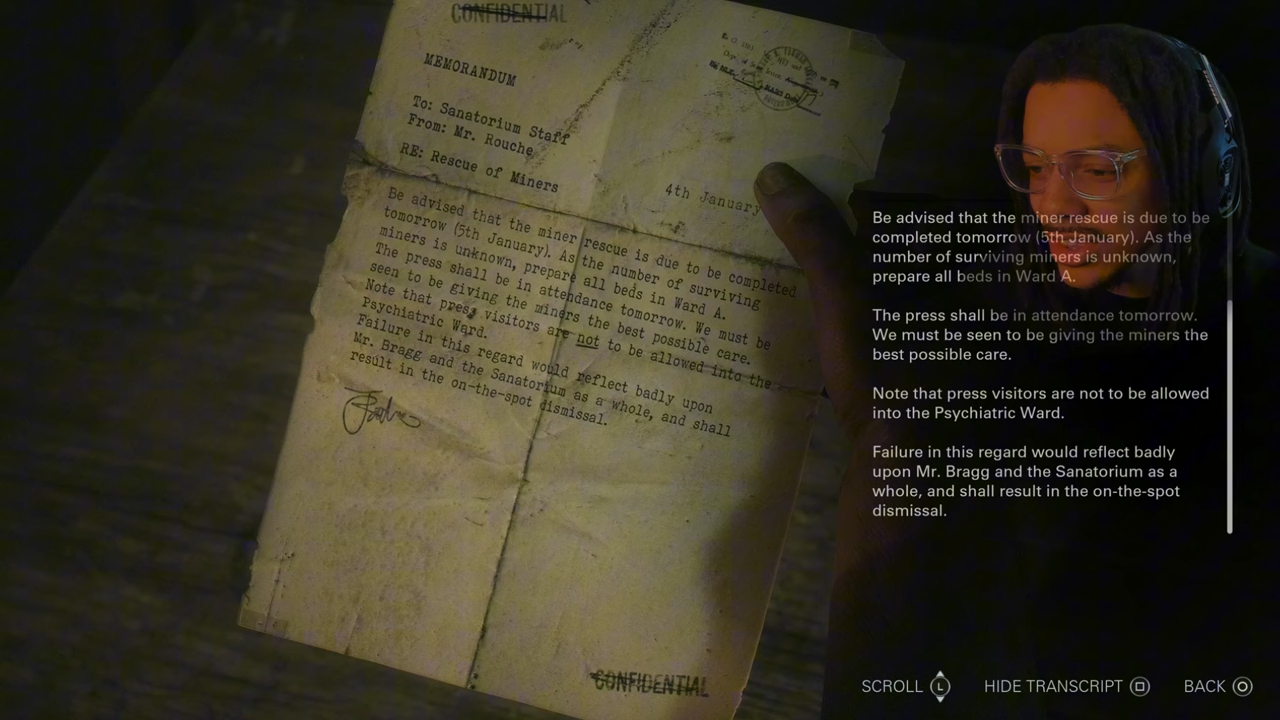 CONFIDENTIAL
MEMORANDUM
To: Sanatorium Staff
From: Mr. Rouche
RE: Rescue of Miners
4th January
Be advised that the miner rescue is due to be completed
tomorrow (5th January). As the number of surviving
miners is unknown, prepare all beds in Ward A.
The press shall be in attendance tomorrow. We must be
seen to be giving the miners the best possible care.
Note that press visitors are not to be allowed into the
Psychiatric Ward.
Failure in this regard would reflect badly upon
Mr. Bragg and the Sanatorium as a whole, and shall
result in the on-the-spot dismissal.
CONFIDENTIAL
Be advised that the miner rescue is due to be
completed tomorrow (5th January). As the
number of surviving miners is unknown,
prepare all beds in Ward A.
The press shall be in attendance tomorrow.
We must be seen to be giving the miners the
best possible care.
Note that press visitors are not to be allowed
into the Psychiatric Ward.
Failure in this regard would reflect badly
upon Mr. Bragg and the Sanatorium as a
whole, and shall result in the on-the-spot
dismissal.
SCROLL L HIDE TRANSCRIPT BACK